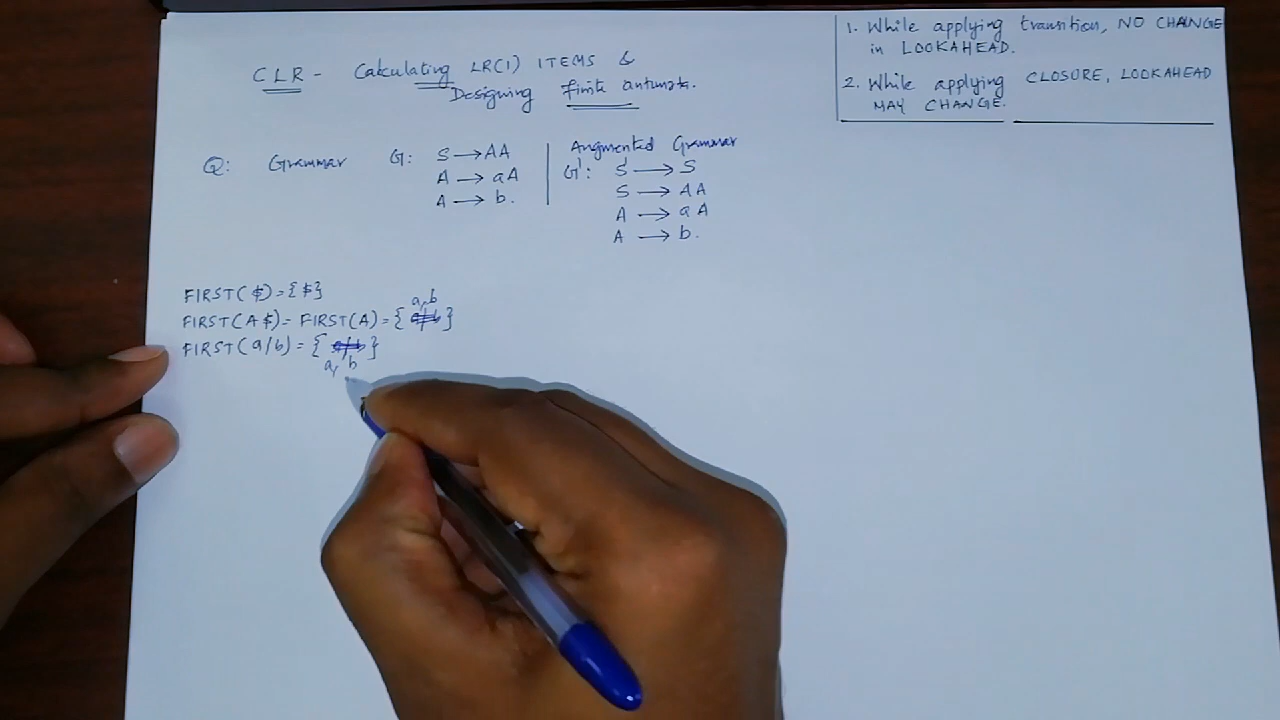 CLR - Calculating LR(1) ITEMS &
Designing finite automata.
1. While applying transition, NO CHANGE
in LOOKAHEAD.
2. While applying CLOSURE, LOOKAHEAD
MAY CHANGE.
Q: Grammar G: S → AA
A → aA
A → b.
Augmented Grammar
G': S' → S
S → AA
A → aA
A → b.
FIRST($) = {$}
a, b
FIRST(A$) = FIRST(A) = { a/b }
FIRST(a/b) = { a/b }
a, b